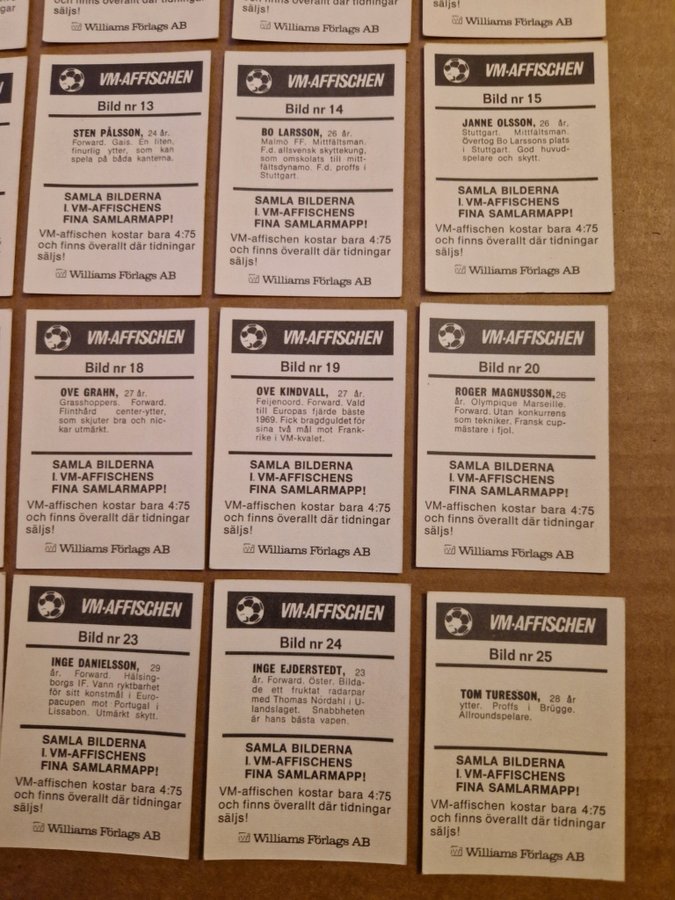 gar
säljs!
Williams Förlags AB
och finns överallt där tidningar
säljs!
Williams Förlags AB
säljs!
Williams Förlags AB
VM-AFFISCHEN
Bild nr 13
STEN PÅLSSON, 24 år.
Forward. Gais. En liten,
finurlig ytter, som kan
spela på båda kanterna.
SAMLA BILDERNA
I. VM-AFFISCHENS
FINA SAMLARMAPP!
VM-affischen kostar bara 4:75
och finns överallt där tidningar
säljs!
Williams Förlags AB
VM-AFFISCHEN
Bild nr 14
BO LARSSON, 26 år.
Malmö FF. Mittfältsman.
F.d. allsvensk skyttekung,
som omskolats till mitt-
fältsdynamo. F.d. proffs i
Stuttgart.
SAMLA BILDERNA
I. VM-AFFISCHENS
FINA SAMLARMAPP!
VM-affischen kostar bara 4:75
och finns överallt där tidningar
säljs!
Williams Förlags AB
VM-AFFISCHEN
Bild nr 15
JANNE OLSSON, 26 år.
Stuttgart. Mittfältsman.
Övertog Bo Larssons plats
i Stuttgart. God huvud-
spelare och skytt.
SAMLA BILDERNA
I. VM-AFFISCHENS
FINA SAMLARMAPP!
VM-affischen kostar bara 4:75
och finns överallt där tidningar
säljs!
Williams Förlags AB
VM-AFFISCHEN
Bild nr 18
OVE GRAHN, 27 år.
Grasshoppers. Forward.
Flinthård center-ytter,
som skjuter bra och nic-
kar utmärkt.
SAMLA BILDERNA
I. VM-AFFISCHENS
FINA SAMLARMAPP!
VM-affischen kostar bara 4:75
och finns överallt där tidningar
säljs!
Williams Förlags AB
VM-AFFISCHEN
Bild nr 19
OVE KINDVALL, 27 år.
Feijenoord. Forward. Vald
till Europas fjärde bäste
1969. Fick bragdguldet för
sina två mål mot Frank-
rike i VM-kvalet.
SAMLA BILDERNA
I. VM-AFFISCHENS
FINA SAMLARMAPP!
VM-affischen kostar bara 4:75
och finns överallt där tidningar
säljs!
Williams Förlags AB
VM-AFFISCHEN
Bild nr 20
ROGER MAGNUSSON,26
år. Olympique Marseille.
Forward. Utan konkurrens
som tekniker. Fransk cup-
mästare i fjol.
SAMLA BILDERNA
I. VM-AFFISCHENS
FINA SAMLARMAPP!
VM-affischen kostar bara 4:75
och finns överallt där tidningar
säljs!
Williams Förlags AB
VM-AFFISCHEN
Bild nr 23
INGE DANIELSSON, 29
år. Forward. Hälsing-
borgs IF. Vann ryktbarhet
för sitt konstmål i Euro-
pacupen mot Portugal i
Lissabon. Utmärkt skytt.
SAMLA BILDERNA
I. VM-AFFISCHENS
FINA SAMLARMAPP!
VM-affischen kostar bara 4:75
och finns överallt där tidningar
säljs!
Williams Förlags AB
VM-AFFISCHEN
Bild nr 24
INGE EJDERSTEDT, 23
år. Forward. Öster. Bilda-
de ett fruktat radarpar
med Thomas Nordahl i U-
landslaget. Snabbheten
är hans bästa vapen.
SAMLA BILDERNA
I. VM-AFFISCHENS
FINA SAMLARMAPP!
VM-affischen kostar bara 4:75
och finns överallt där tidningar
säljs!
Williams Förlags AB
VM-AFFISCHEN
Bild nr 25
TOM TURESSON, 28 år
ytter. Proffs i Brügge.
Allroundspelare.
SAMLA BILDERNA
I. VM-AFFISCHENS
FINA SAMLARMAPP!
VM-affischen kostar bara 4:75
och finns överallt där tidningar
säljs!
Williams Förlags AB